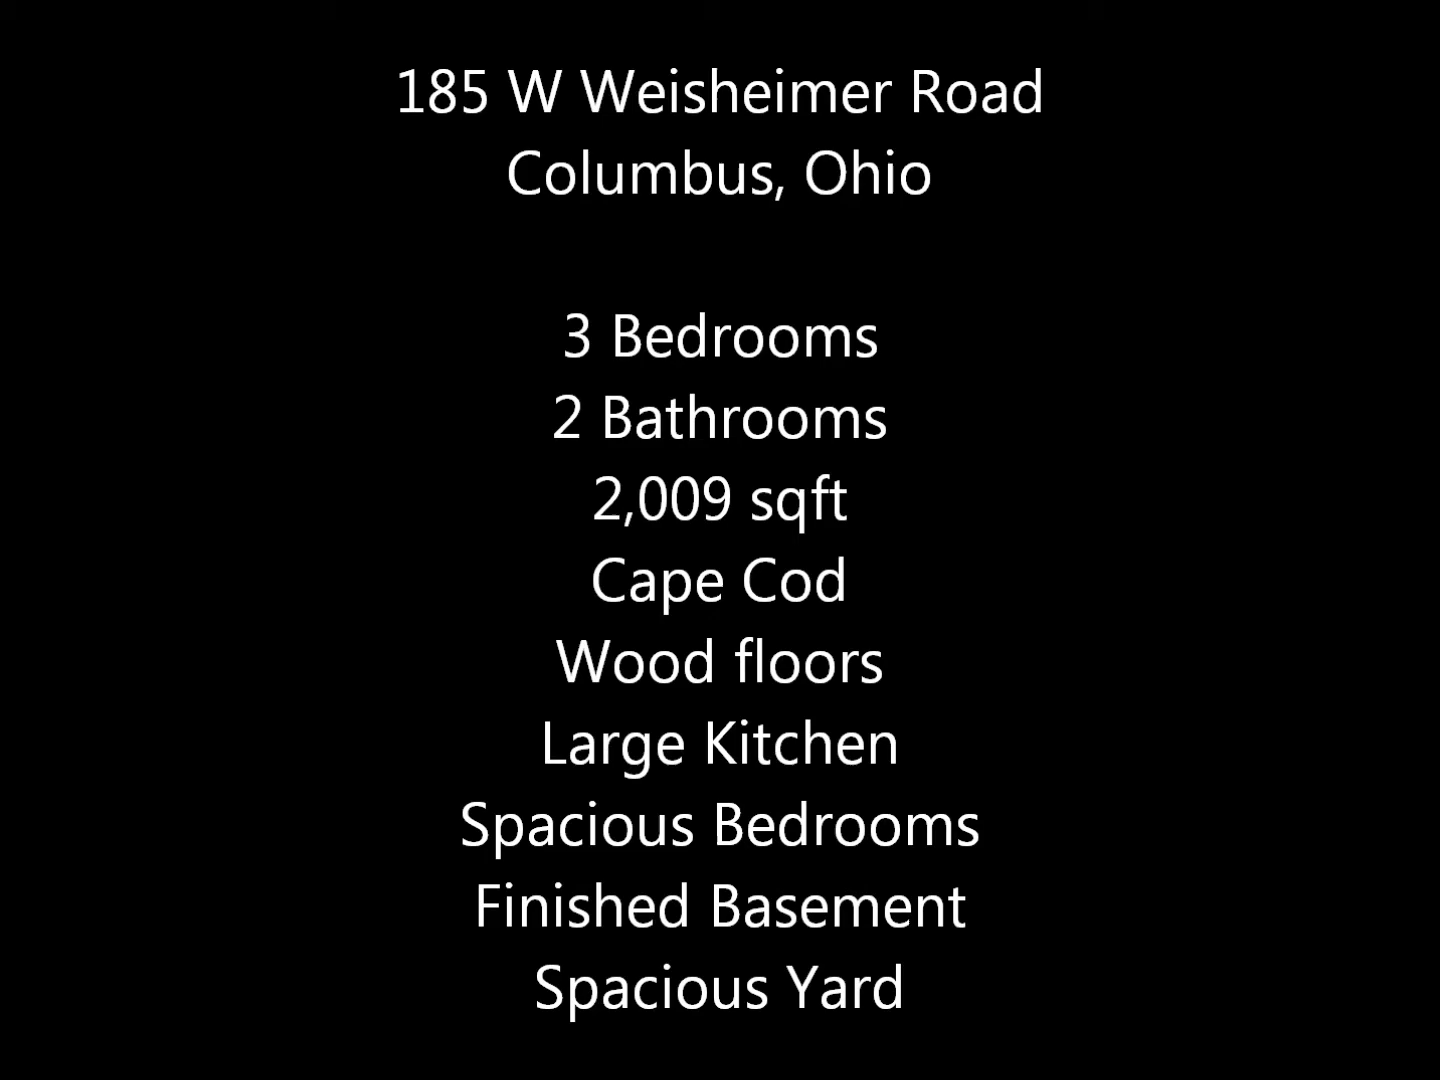 185 W Weisheimer Road
Columbus, Ohio
3 Bedrooms
2 Bathrooms
2,009 sqft
Cape Cod
Wood floors
Large Kitchen
Spacious Bedrooms
Finished Basement
Spacious Yard